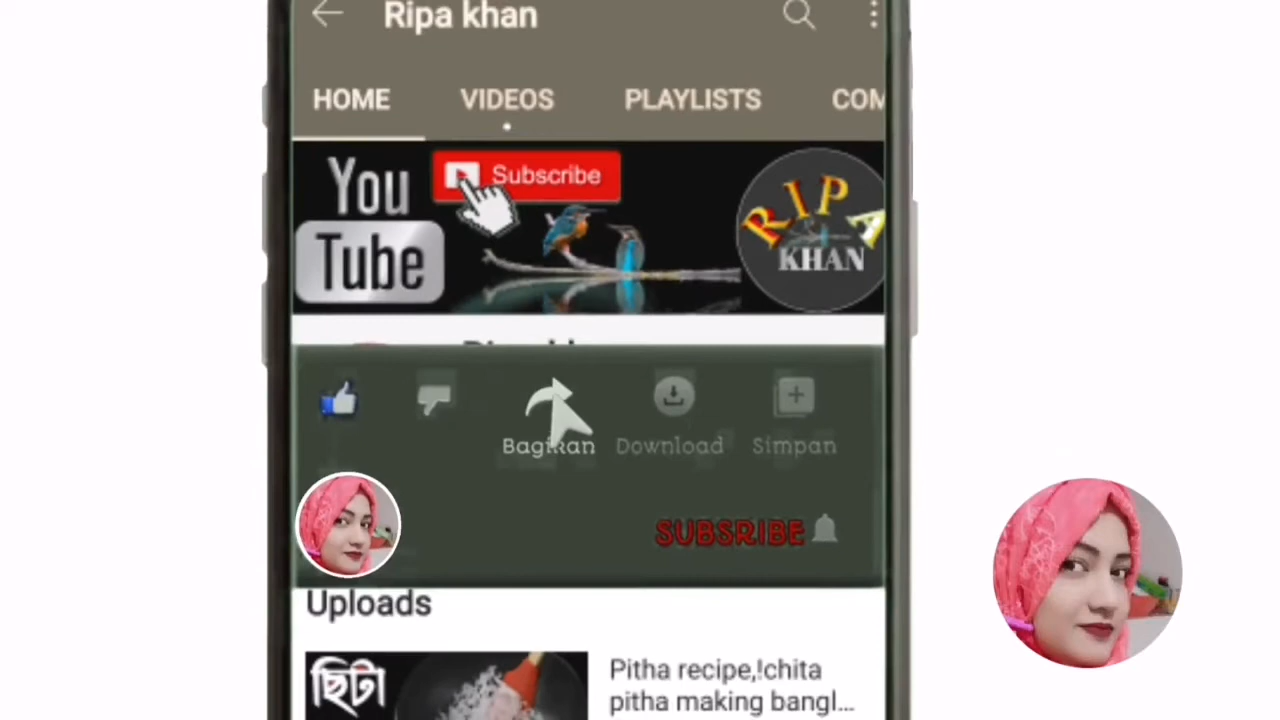 Ripa khan
HOME VIDEOS PLAYLISTS COM
You
Tube
Subscribe
RIPA
KHAN
Bagikan Download Simpan
SUBSRIBE
Uploads
ছিটা
Pitha recipe,!chita
pitha making bangl...